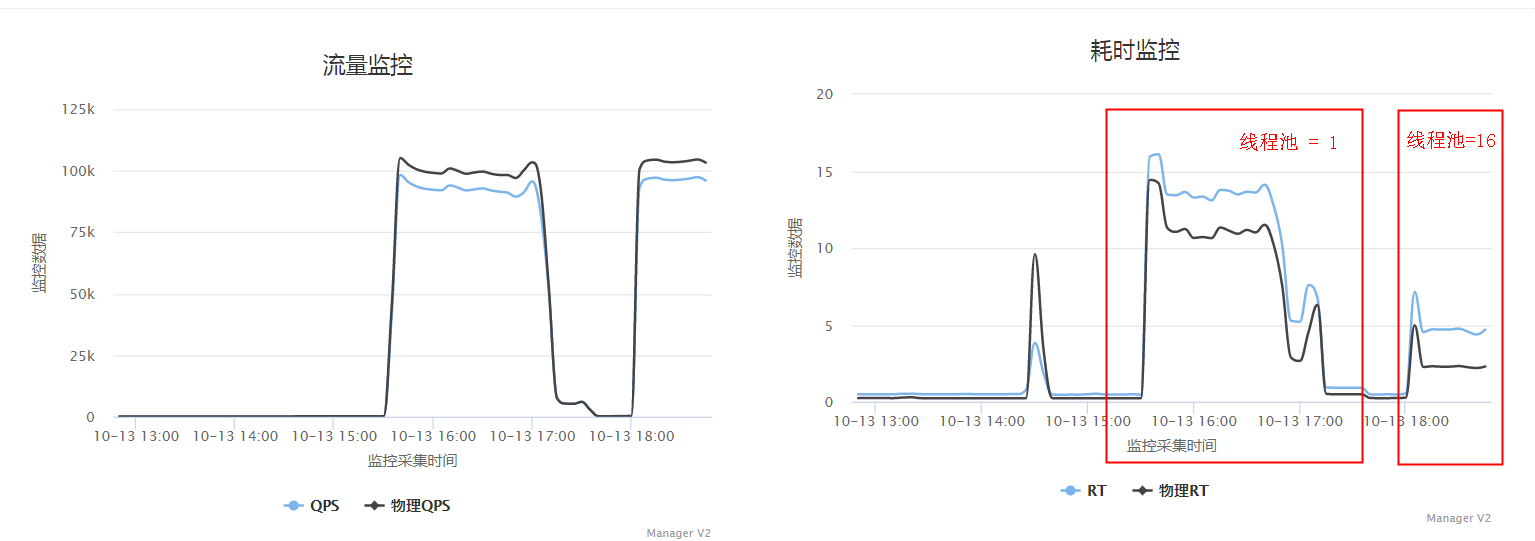 流量监控
125k
100k
75k
50k
25k
0
监控数据
10-13 13:00 10-13 14:00 10-13 15:00 10-13 16:00 10-13 17:00 10-13 18:00
监控采集时间
QPS 物理QPS
Manager V2
耗时监控
20
15
10
5
0
监控数据
线程池 = 1
线程池=16
10-13 13:00 10-13 14:00 10-13 15:00 10-13 16:00 10-13 17:00 10-13 18:00
监控采集时间
RT 物理RT
Manager V2